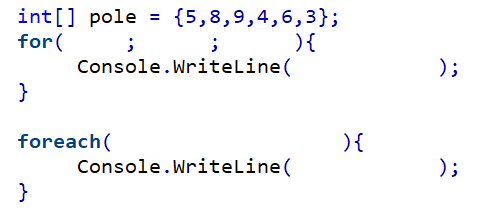 int[] pole = {5,8,9,4,6,3};
for(      ;      ;      ){
     Console.WriteLine(            );
}
foreach(                   ){
     Console.WriteLine(            );
}